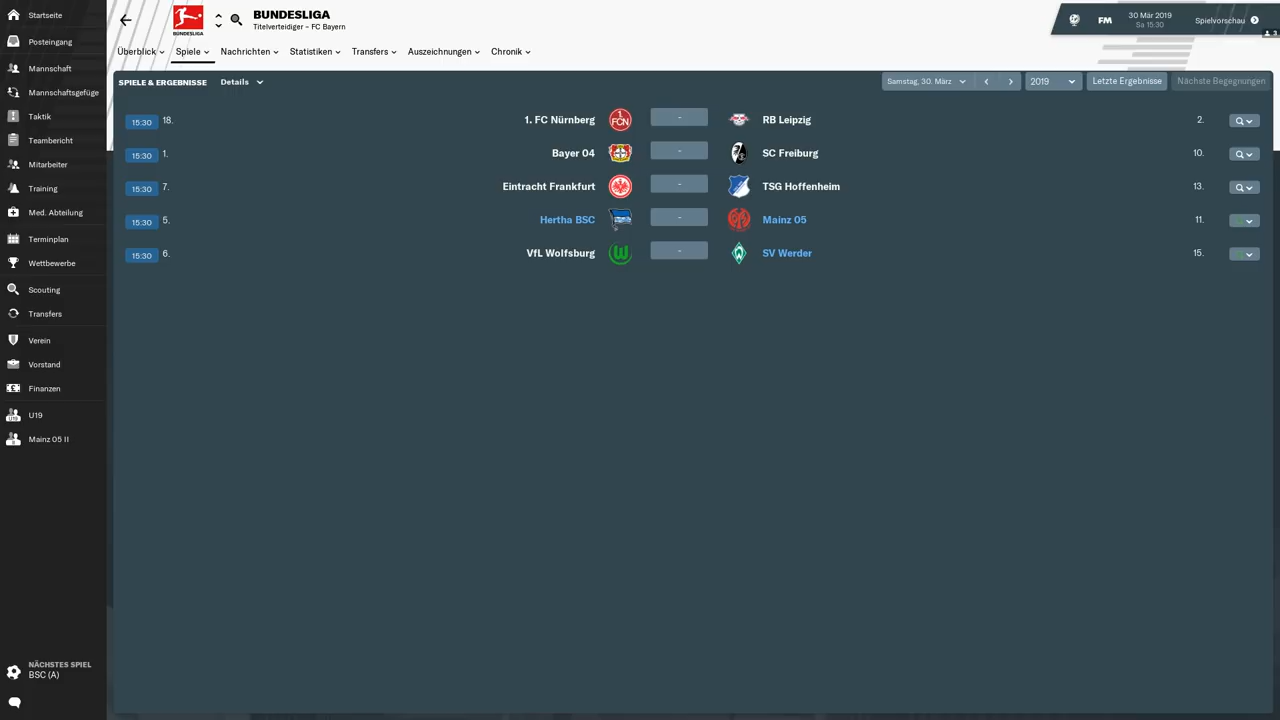 Startseite
Posteingang
Mannschaft
Mannschaftsgefüge
Taktik
Teambericht
Mitarbeiter
Training
Med. Abteilung
Terminplan
Wettbewerbe
Scouting
Transfers
Verein
Vorstand
Finanzen
U19
Mainz 05 II
NÄCHSTES SPIEL
BSC (A)
BUNDESLIGA
BUNDESLIGA
Titelverteidiger – FC Bayern
FM
30 Mär 2019
Sa 15:30
Spielvorschau
3
Überblick Spiele Nachrichten Statistiken Transfers Auszeichnungen Chronik
SPIELE & ERGEBNISSE Details Samstag, 30. März 2019 Letzte Ergebnisse Nächste Begegnungen
15:30 18. 1. FC Nürnberg - RB Leipzig 2.
15:30 1. Bayer 04 - SC Freiburg 10.
15:30 7. Eintracht Frankfurt - TSG Hoffenheim 13.
15:30 5. Hertha BSC - Mainz 05 11.
15:30 6. VfL Wolfsburg - SV Werder 15.